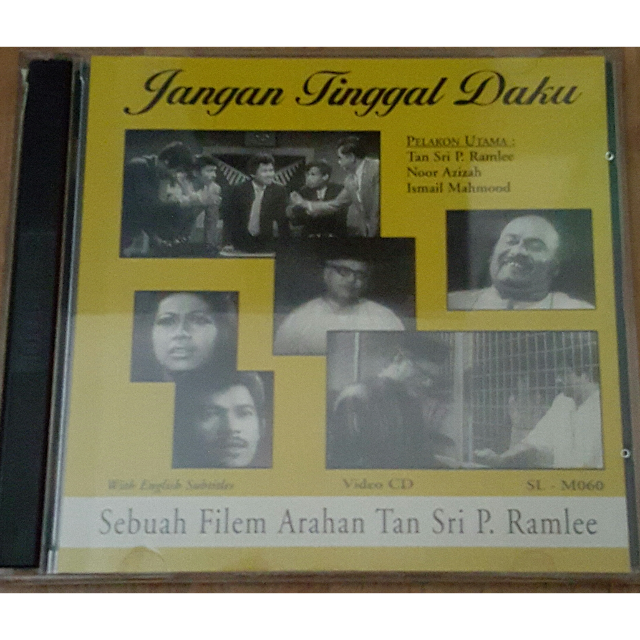 Jangan Tinggal Daku
PELAKON UTAMA :
Tan Sri P. Ramlee
Noor Azizah
Ismail Mahmood
With English Subtitles
Video CD
SL - M060
Sebuah Filem Arahan Tan Sri P. Ramlee